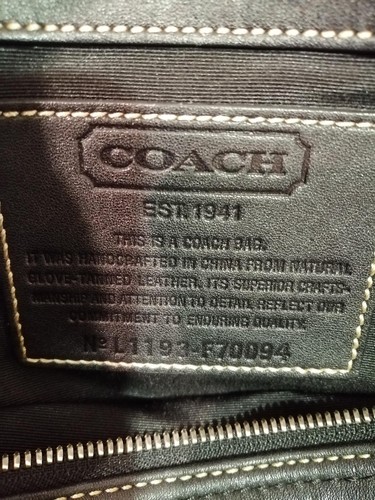 COACH
EST. 1941
THIS IS A COACH BAG.
IT WAS HANDCRAFTED IN CHINA FROM NATURAL
GLOVE-TANNED LEATHER. ITS SUPERIOR CRAFTS-
MANSHIP AND ATTENTION TO DETAIL REFLECT OUR
COMMITMENT TO ENDURING QUALITY.
Nº L1193-F70094